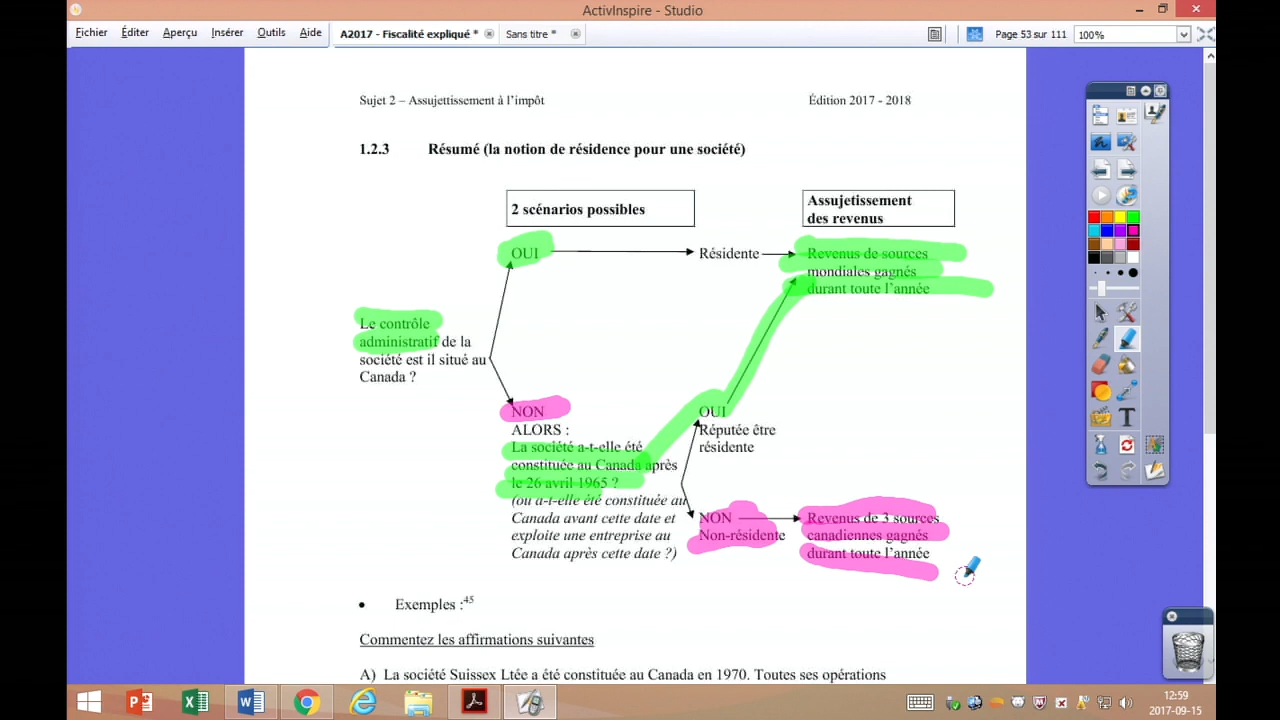 ActivInspire - Studio
Fichier Éditer Aperçu Insérer Outils Aide
A2017 - Fiscalité expliqué *
Sans titre *
Page 53 sur 111
100%
Sujet 2 – Assujettissement à l'impôt
Édition 2017 - 2018
1.2.3 Résumé (la notion de résidence pour une société)
2 scénarios possibles
Assujetissement
des revenus
OUI
Résidente
Revenus de sources
mondiales gagnés
durant toute l'année
Le contrôle
administratif de la
société est il situé au
Canada ?
NON
ALORS :
La société a-t-elle été
constituée au Canada après
le 26 avril 1965 ?
(ou a-t-elle été constituée au
Canada avant cette date et
exploite une entreprise au
Canada après cette date ?)
OUI
Réputée être
résidente
NON
Non-résidente
Revenus de 3 sources
canadiennes gagnés
durant toute l'année
• Exemples :45
Commentez les affirmations suivantes
A) La société Suissex Ltée a été constituée au Canada en 1970. Toutes ses opérations
12:59
2017-09-15